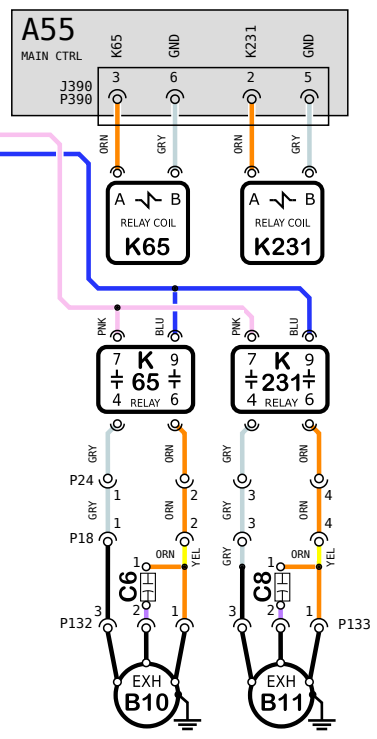 A55
MAIN CTRL
K65 GND K231 GND
J390
P390
3 6 2 5
ORN GRY ORN GRY
A B A B
RELAY COIL RELAY COIL
K65 K231
PNK BLU PNK BLU
7 K 9 7 K 9
65 231
4 RELAY 6 4 RELAY 6
GRY ORN GRY ORN
P24
1 2 3 4
GRY ORN GRY ORN
P18
1 2 3 4
ORN YEL GRY ORN YEL
1 1
C6 C8
3 2 1 3 2 1
P132 P133
EXH EXH
B10 B11